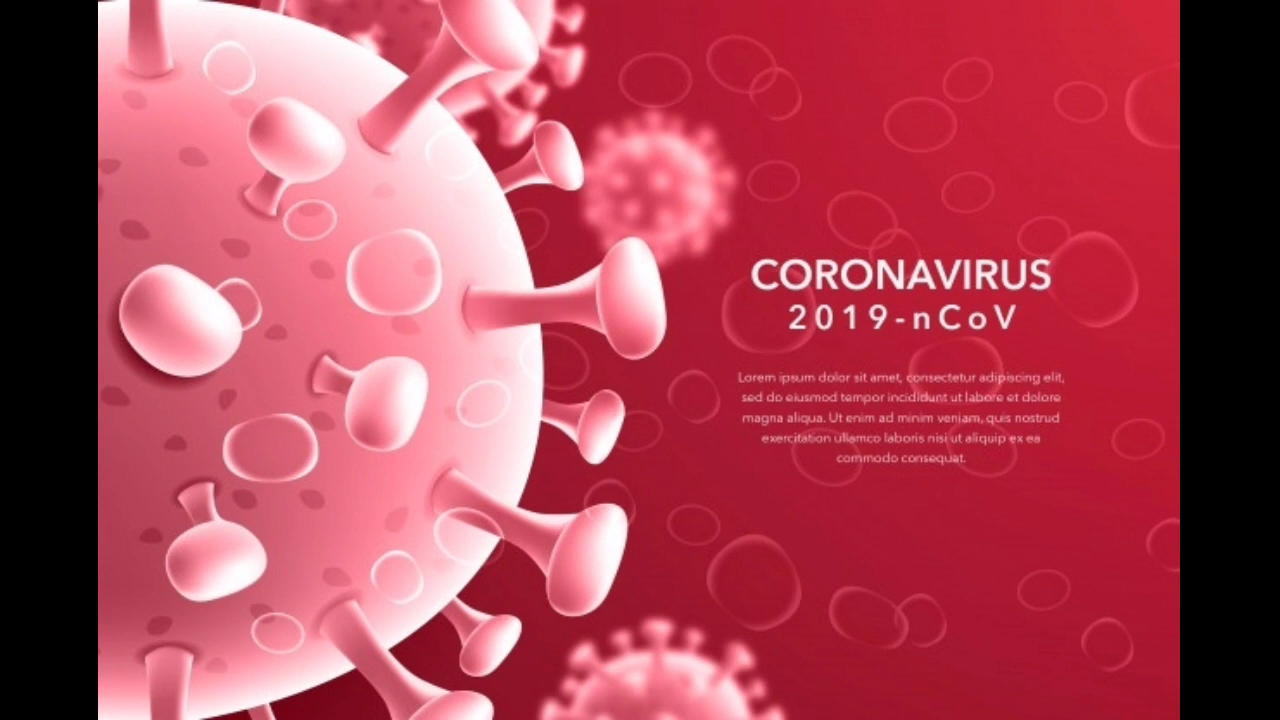 CORONAVIRUS
2019-nCoV
Lorem ipsum dolor sit amet, consectetur adipiscing elit,
sed do eiusmod tempor incididunt ut labore et dolore
magna aliqua. Ut enim ad minim veniam, quis nostrud
exercitation ullamco laboris nisi ut aliquip ex ea
commodo consequat.